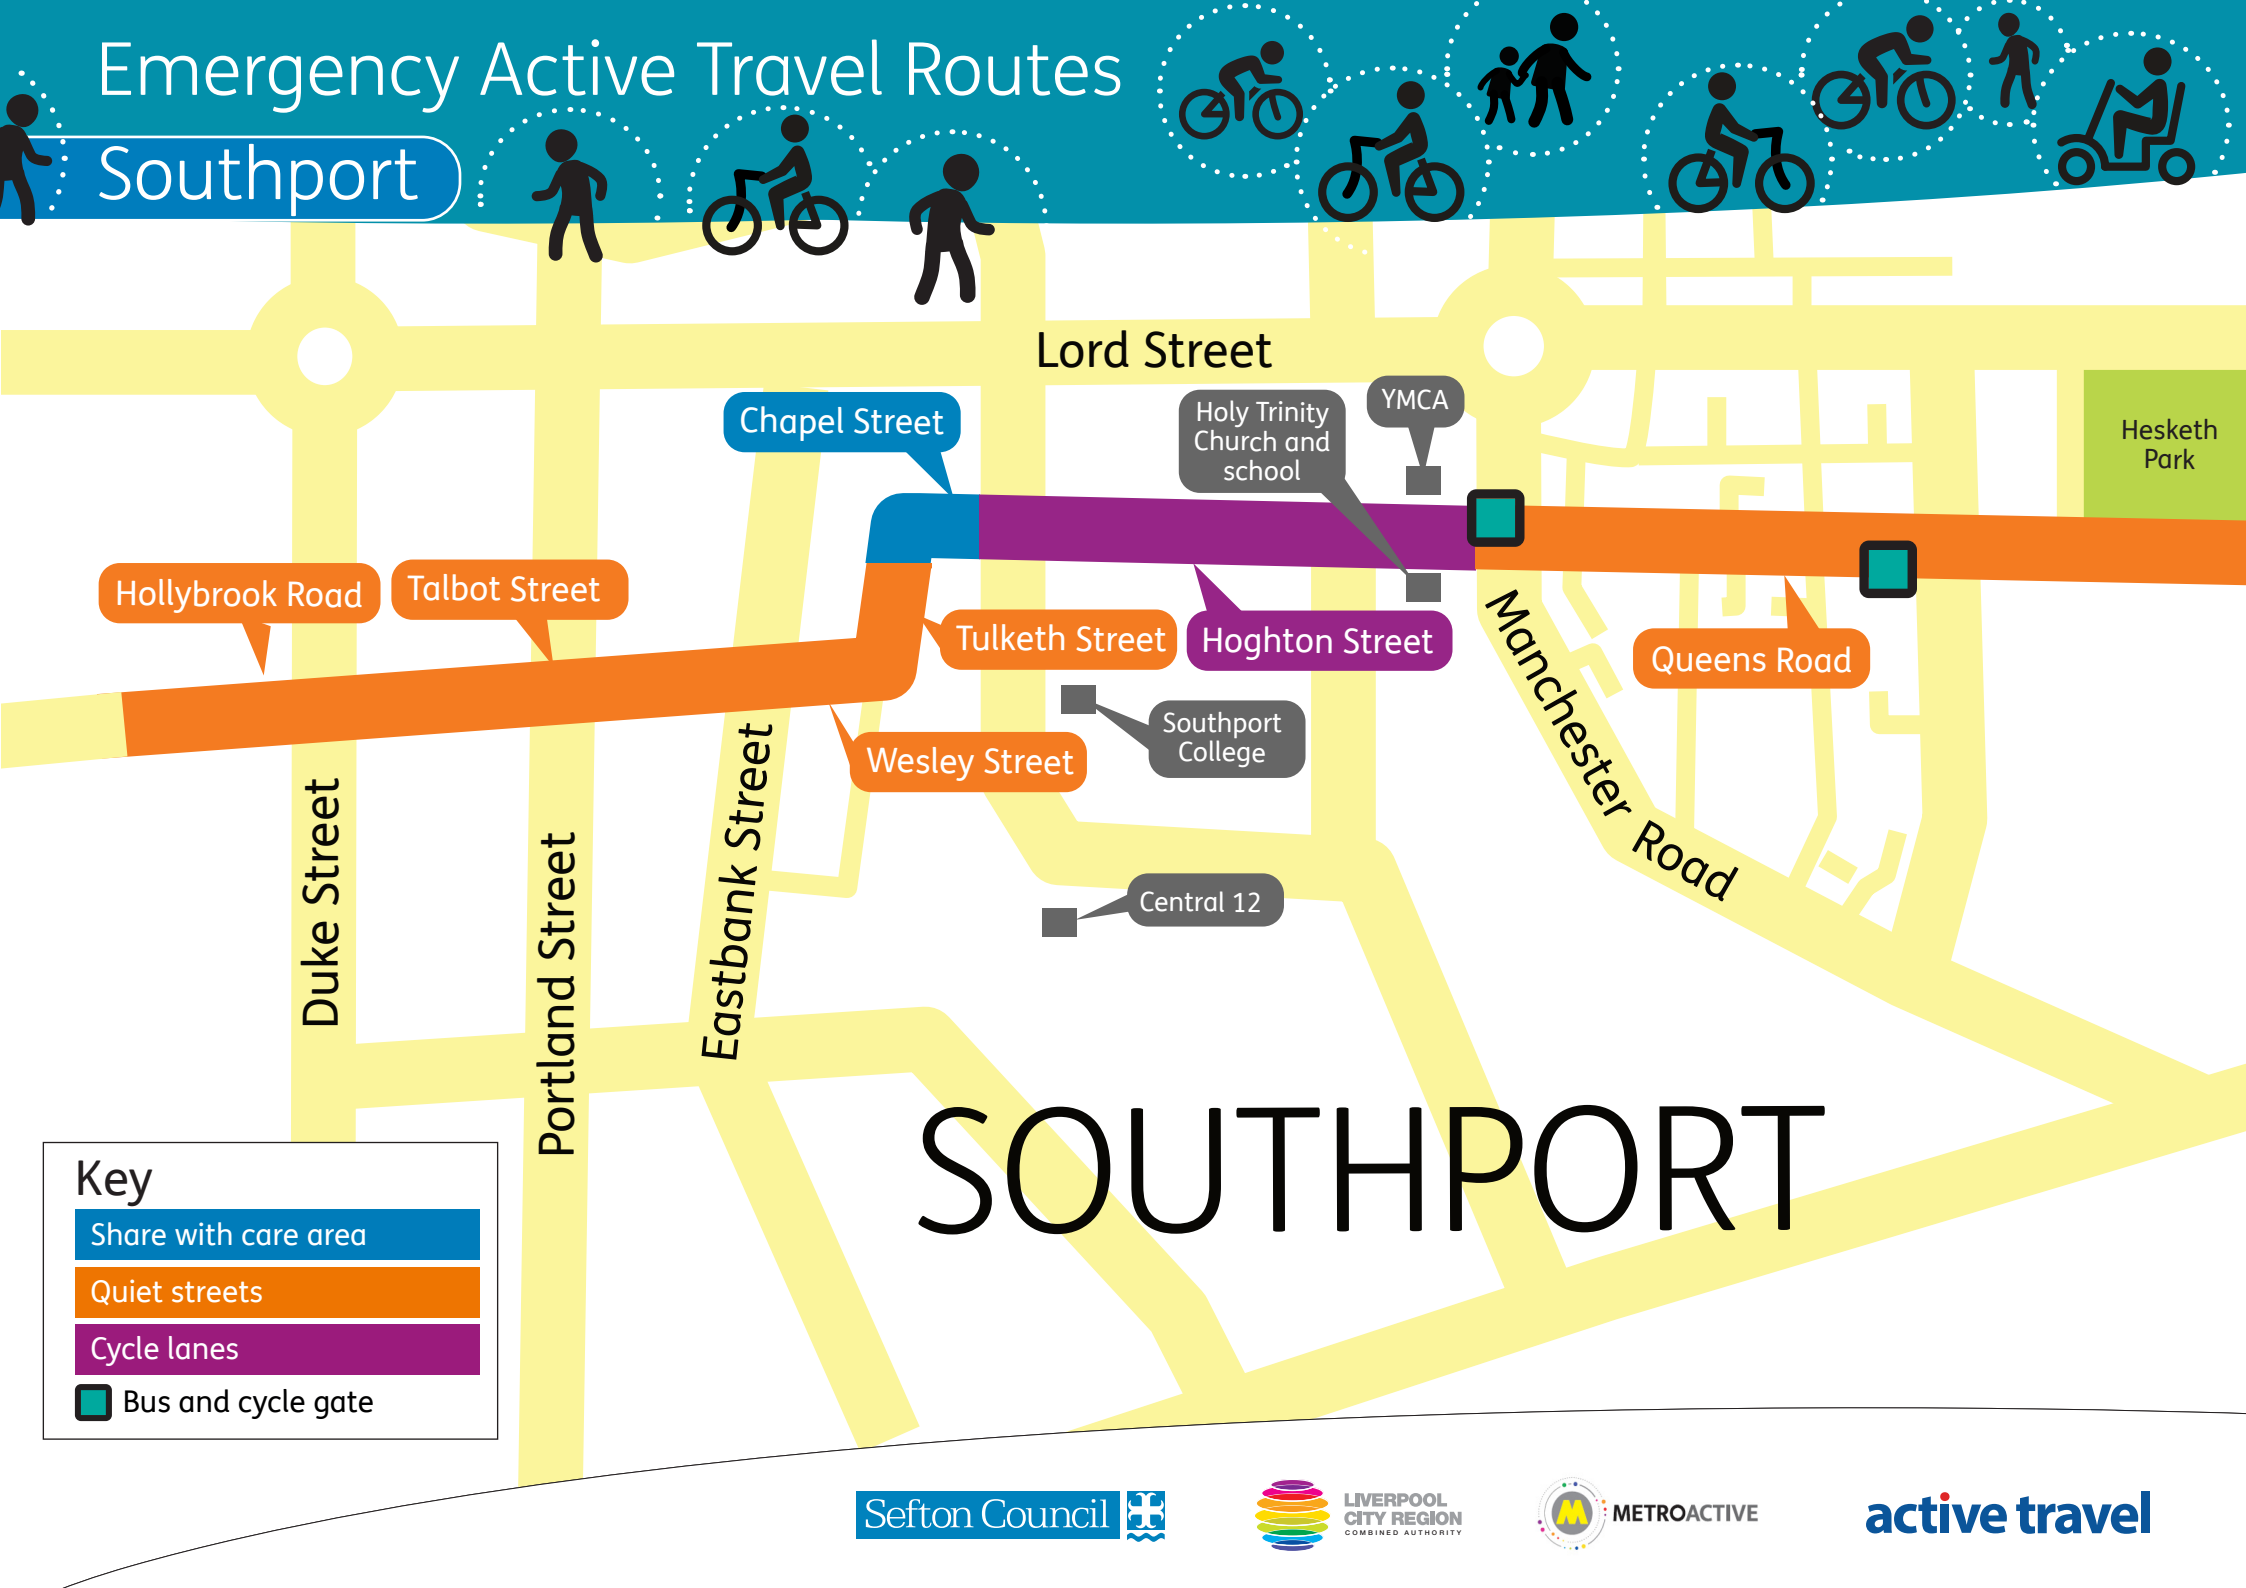 Emergency Active Travel Routes
Southport
Lord Street
Chapel Street
Holy Trinity
Church and
school
YMCA
Hesketh
Park
Hollybrook Road
Talbot Street
Tulketh Street
Hoghton Street
Queens Road
Wesley Street
Southport
College
Manchester Road
Duke Street
Portland Street
Eastbank Street
Central 12
SOUTHPORT
Key
Share with care area
Quiet streets
Cycle lanes
Bus and cycle gate
Sefton Council
LIVERPOOL
CITY REGION
COMBINED AUTHORITY
M
METROACTIVE
active travel